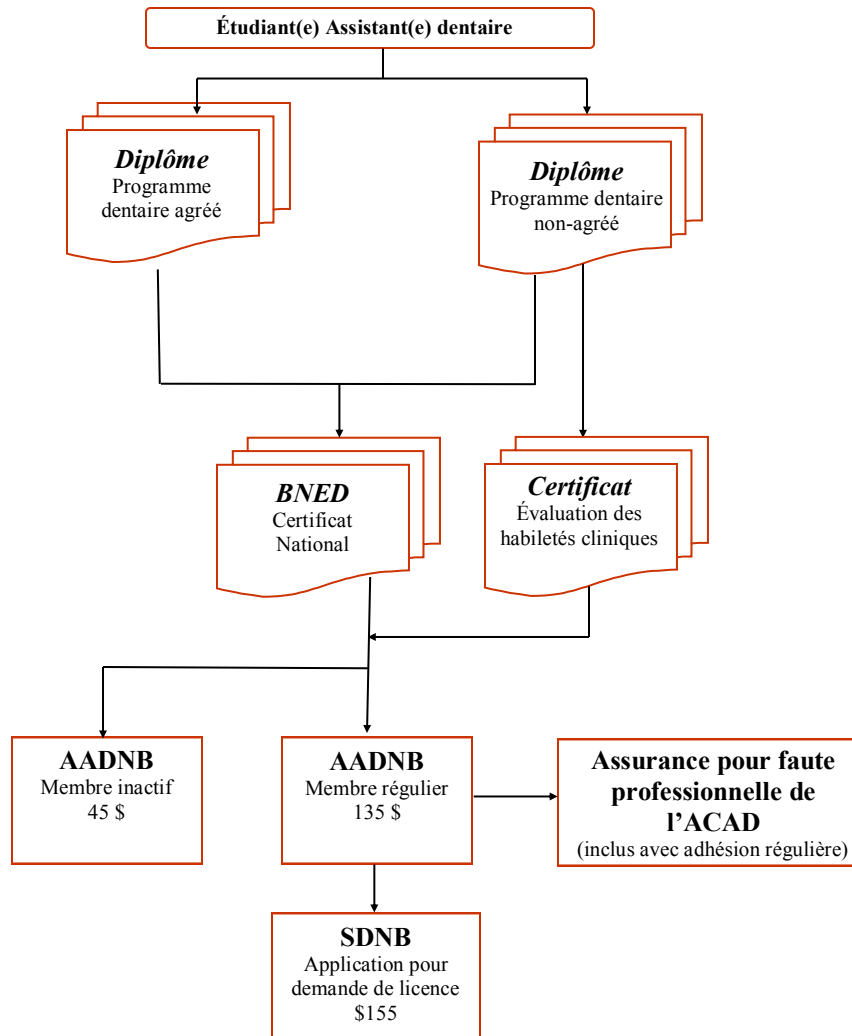 Étudiant(e) Assistant(e) dentaire
Diplôme
Programme
dentaire agréé
Diplôme
Programme dentaire
non-agréé
BNED
Certificat
National
Certificat
Évaluation des
habiletés cliniques
AADNB
Membre inactif
45 $
AADNB
Membre régulier
135 $
Assurance pour faute
professionnelle de
l’ACAD
(inclus avec adhésion régulière)
SDNB
Application pour
demande de licence
$155